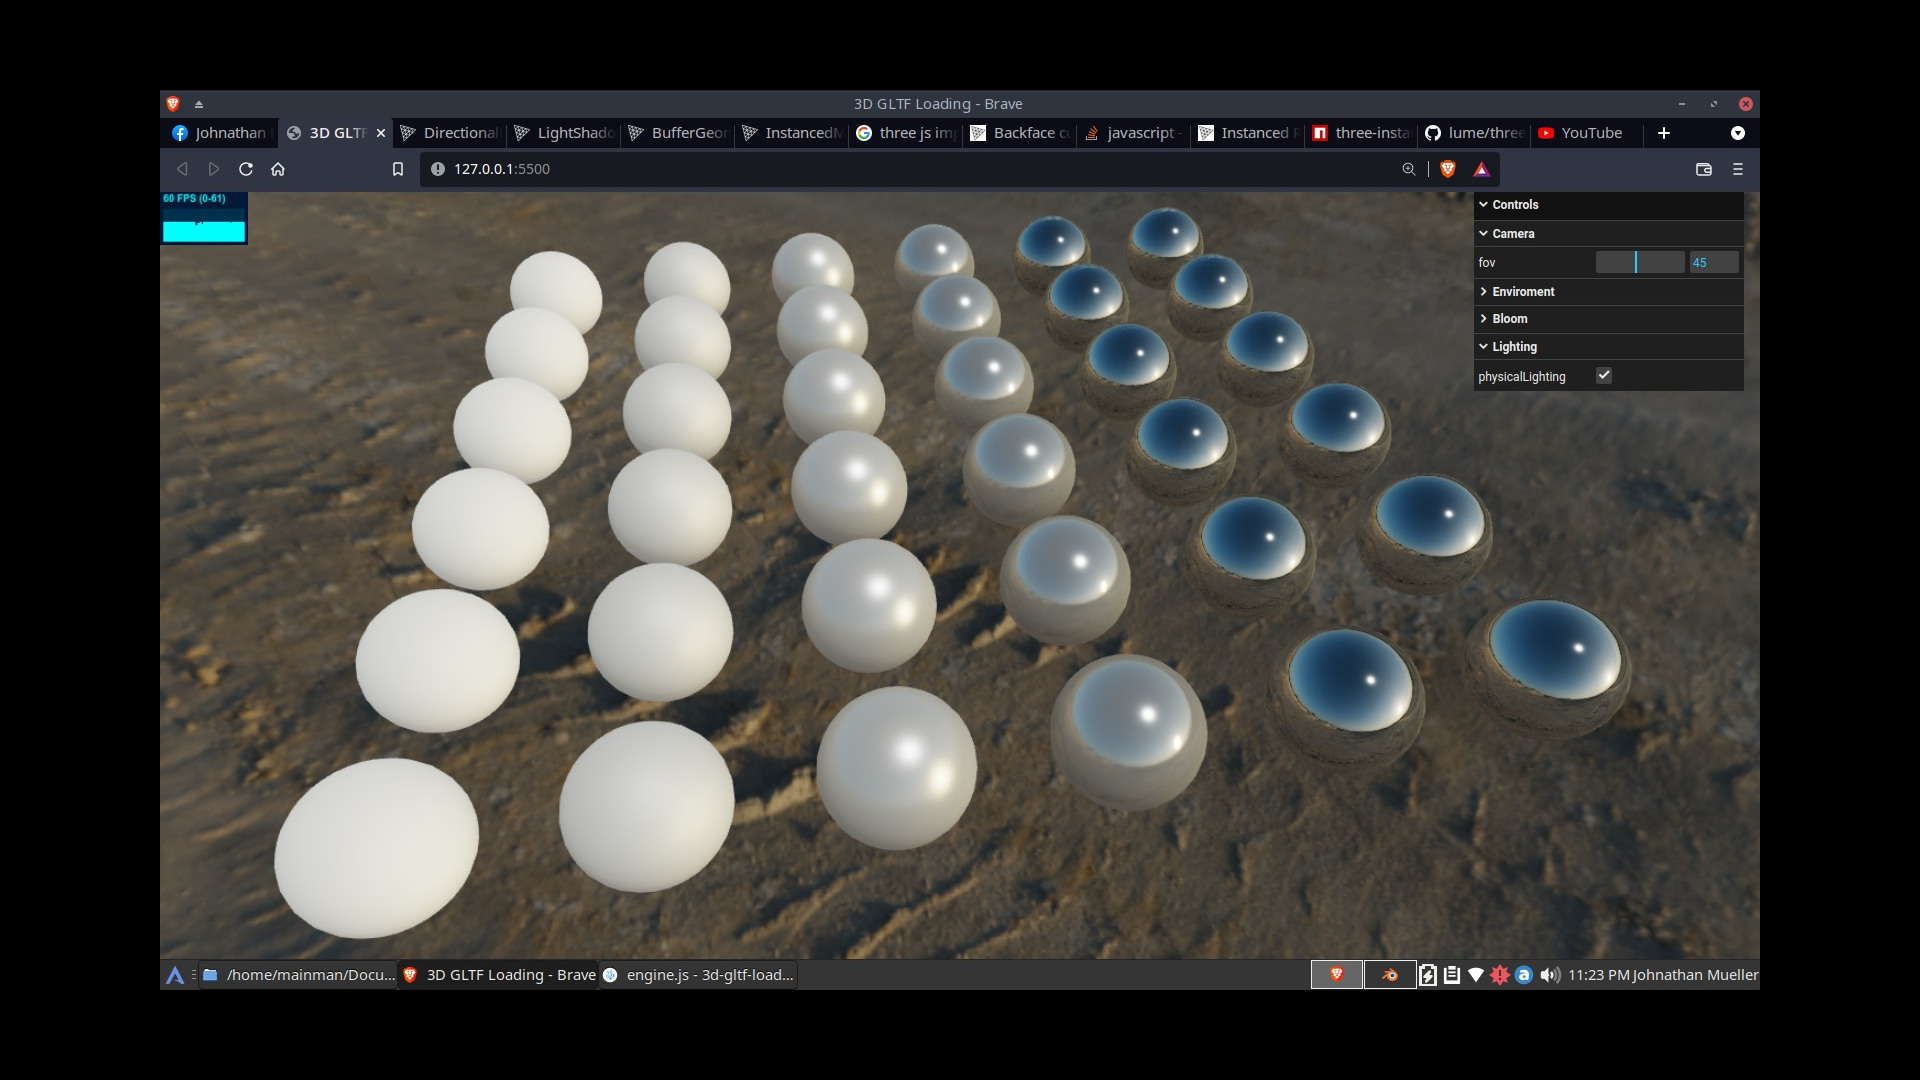 3D GLTF Loading - Brave
Johnathan
3D GLTF
Directional
LightShado
BufferGeor
InstancedM
three js im
Backface cu
javascript -
Instanced
three-insta
lume/three
YouTube
127.0.0.1:5500
60 FPS (0-61)
Controls
Camera
fov
45
Enviroment
Bloom
Lighting
physicalLighting
/home/mainman/Docu...
3D GLTF Loading - Brave
engine.js - 3d-gltf-load...
11:23 PM
Johnathan Mueller